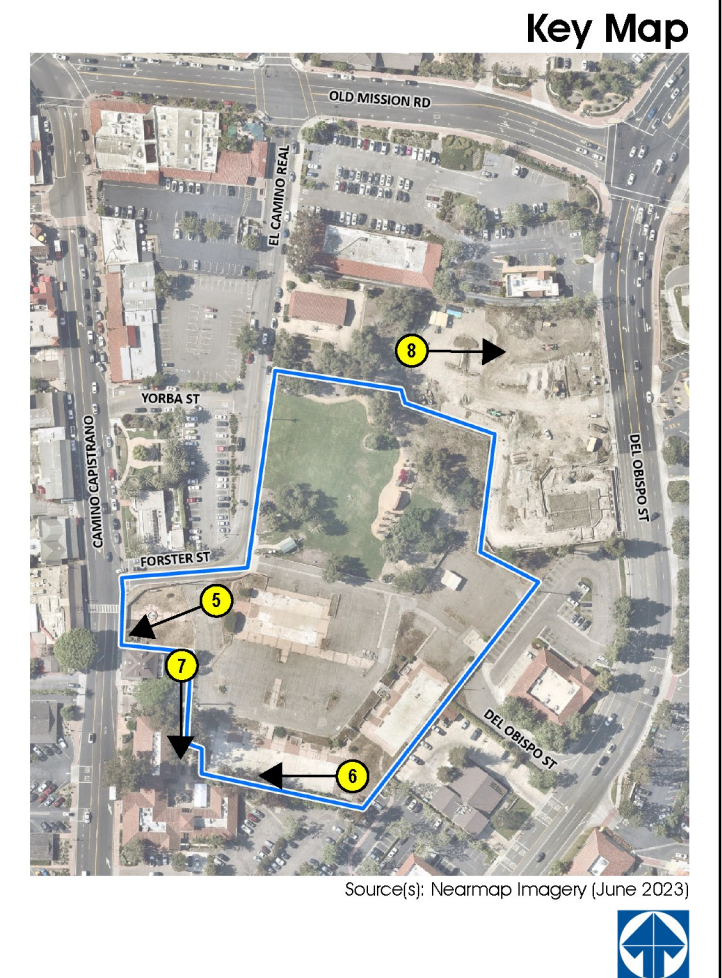 Key Map
OLD MISSION RD
EL CAMINO REAL
8
YORBA ST
CAMINO CAPISTRANO
DEL OBISPO ST
FORSTER ST
5
7
DEL OBISPO ST
6
Source(s): Nearmap Imagery (June 2023)